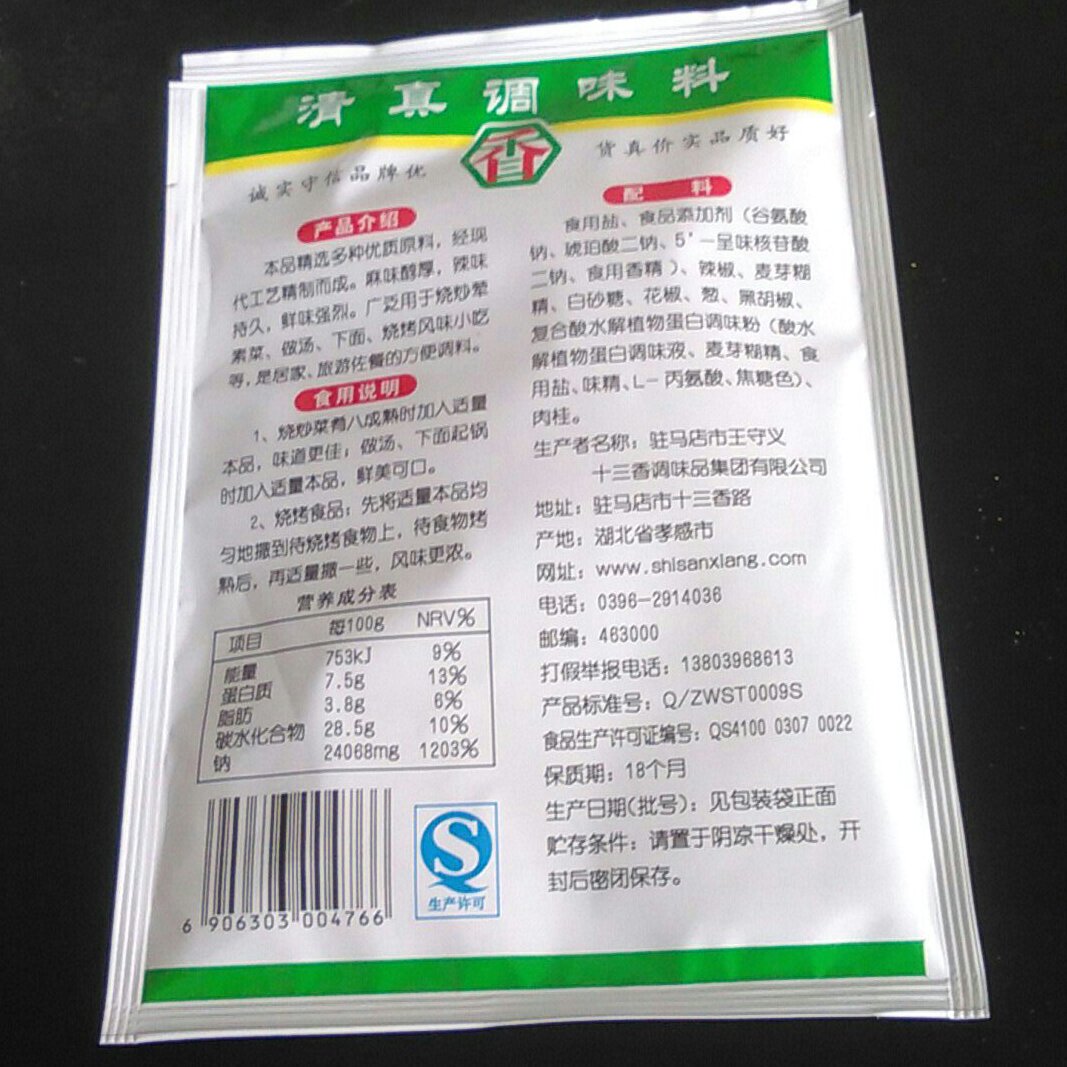 清真调味料
诚实守信品牌优
香
货真价实品质好
产品介绍
本品精选多种优质原料，经现
代工艺精制而成。麻味醇厚，辣味
持久，鲜味强烈。广泛用于烧炒荤
素菜、做汤、下面、烧烤风味小吃
等，是居家、旅游佐餐的方便调料。
食用说明
1、烧炒菜肴八成熟时加入适量
本品，味道更佳；做汤、下面起锅
时加入适量本品，鲜美可口。
2、烧烤食品：先将适量本品均
匀地撒到待烧烤食物上，待食物烤
熟后，再适量撒一些，风味更浓。
营养成分表
项目 每100g NRV%
能量 753kJ 9%
蛋白质 7.5g 13%
脂肪 3.8g 6%
碳水化合物 28.5g 10%
钠 24068mg 1203%
6 906303 004766
S
生产许可
配料
食用盐、食品添加剂（谷氨酸
钠、琥珀酸二钠、5'一呈味核苷酸
二钠、食用香精）、辣椒、麦芽糊
精、白砂糖、花椒、葱、黑胡椒、
复合酸水解植物蛋白调味粉（酸水
解植物蛋白调味液、麦芽糊精、食
用盐、味精、L-丙氨酸、焦糖色）、
肉桂。
生产者名称：驻马店市王守义
十三香调味品集团有限公司
地址：驻马店市十三香路
产地：湖北省孝感市
网址：www.shisanxiang.com
电话：0396-2914036
邮编：463000
打假举报电话：13803968613
产品标准号：Q/ZWST0009S
食品生产许可证编号：QS4100 0307 0022
保质期：18个月
生产日期(批号)：见包装袋正面
贮存条件：请置于阴凉干燥处，开
封后密闭保存。